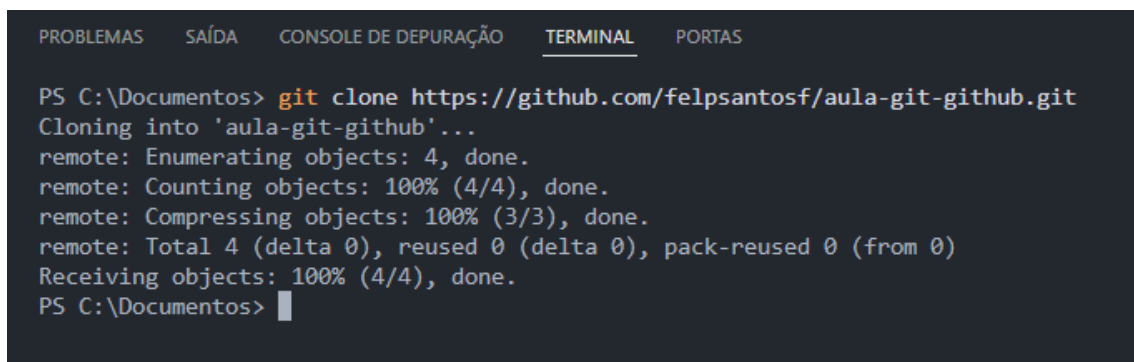 PROBLEMAS SAÍDA CONSOLE DE DEPURAÇÃO TERMINAL PORTAS
PS C:\Documentos> git clone https://github.com/felpsantosf/aula-git-github.git
Cloning into 'aula-git-github'...
remote: Enumerating objects: 4, done.
remote: Counting objects: 100% (4/4), done.
remote: Compressing objects: 100% (3/3), done.
remote: Total 4 (delta 0), reused 0 (delta 0), pack-reused 0 (from 0)
Receiving objects: 100% (4/4), done.
PS C:\Documentos>